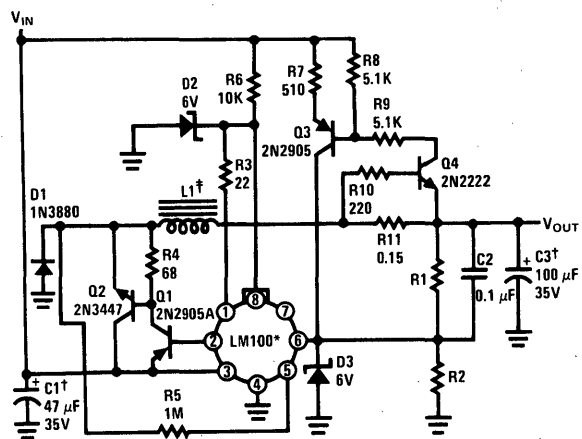 VIN
R7
510
R8
5.1K
D2
6V
R6
10K
R9
5.1K
Q3
2N2905
Q4
2N2222
R3
22
D1
1N3880
L1‡
R10
220
VOUT
R11
0.15
R4
68
C2
0.1 µF
C3†
+
100 µF
35V
R1
Q2
2N3447
Q1
2N2905A
1
8
7
2
LM100*
6
3
4
5
D3
6V
R2
+
C1†
47 µF
35V
R5
1M